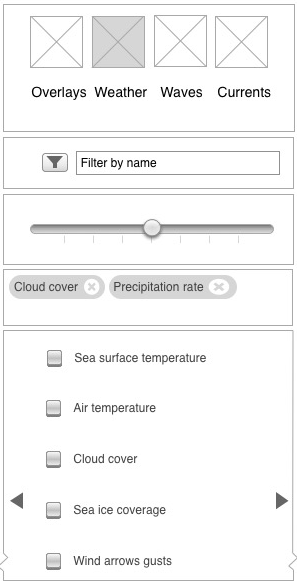 Overlays Weather Waves Currents
Filter by name
Cloud cover Precipitation rate
Sea surface temperature
Air temperature
Cloud cover
Sea ice coverage
Wind arrows gusts